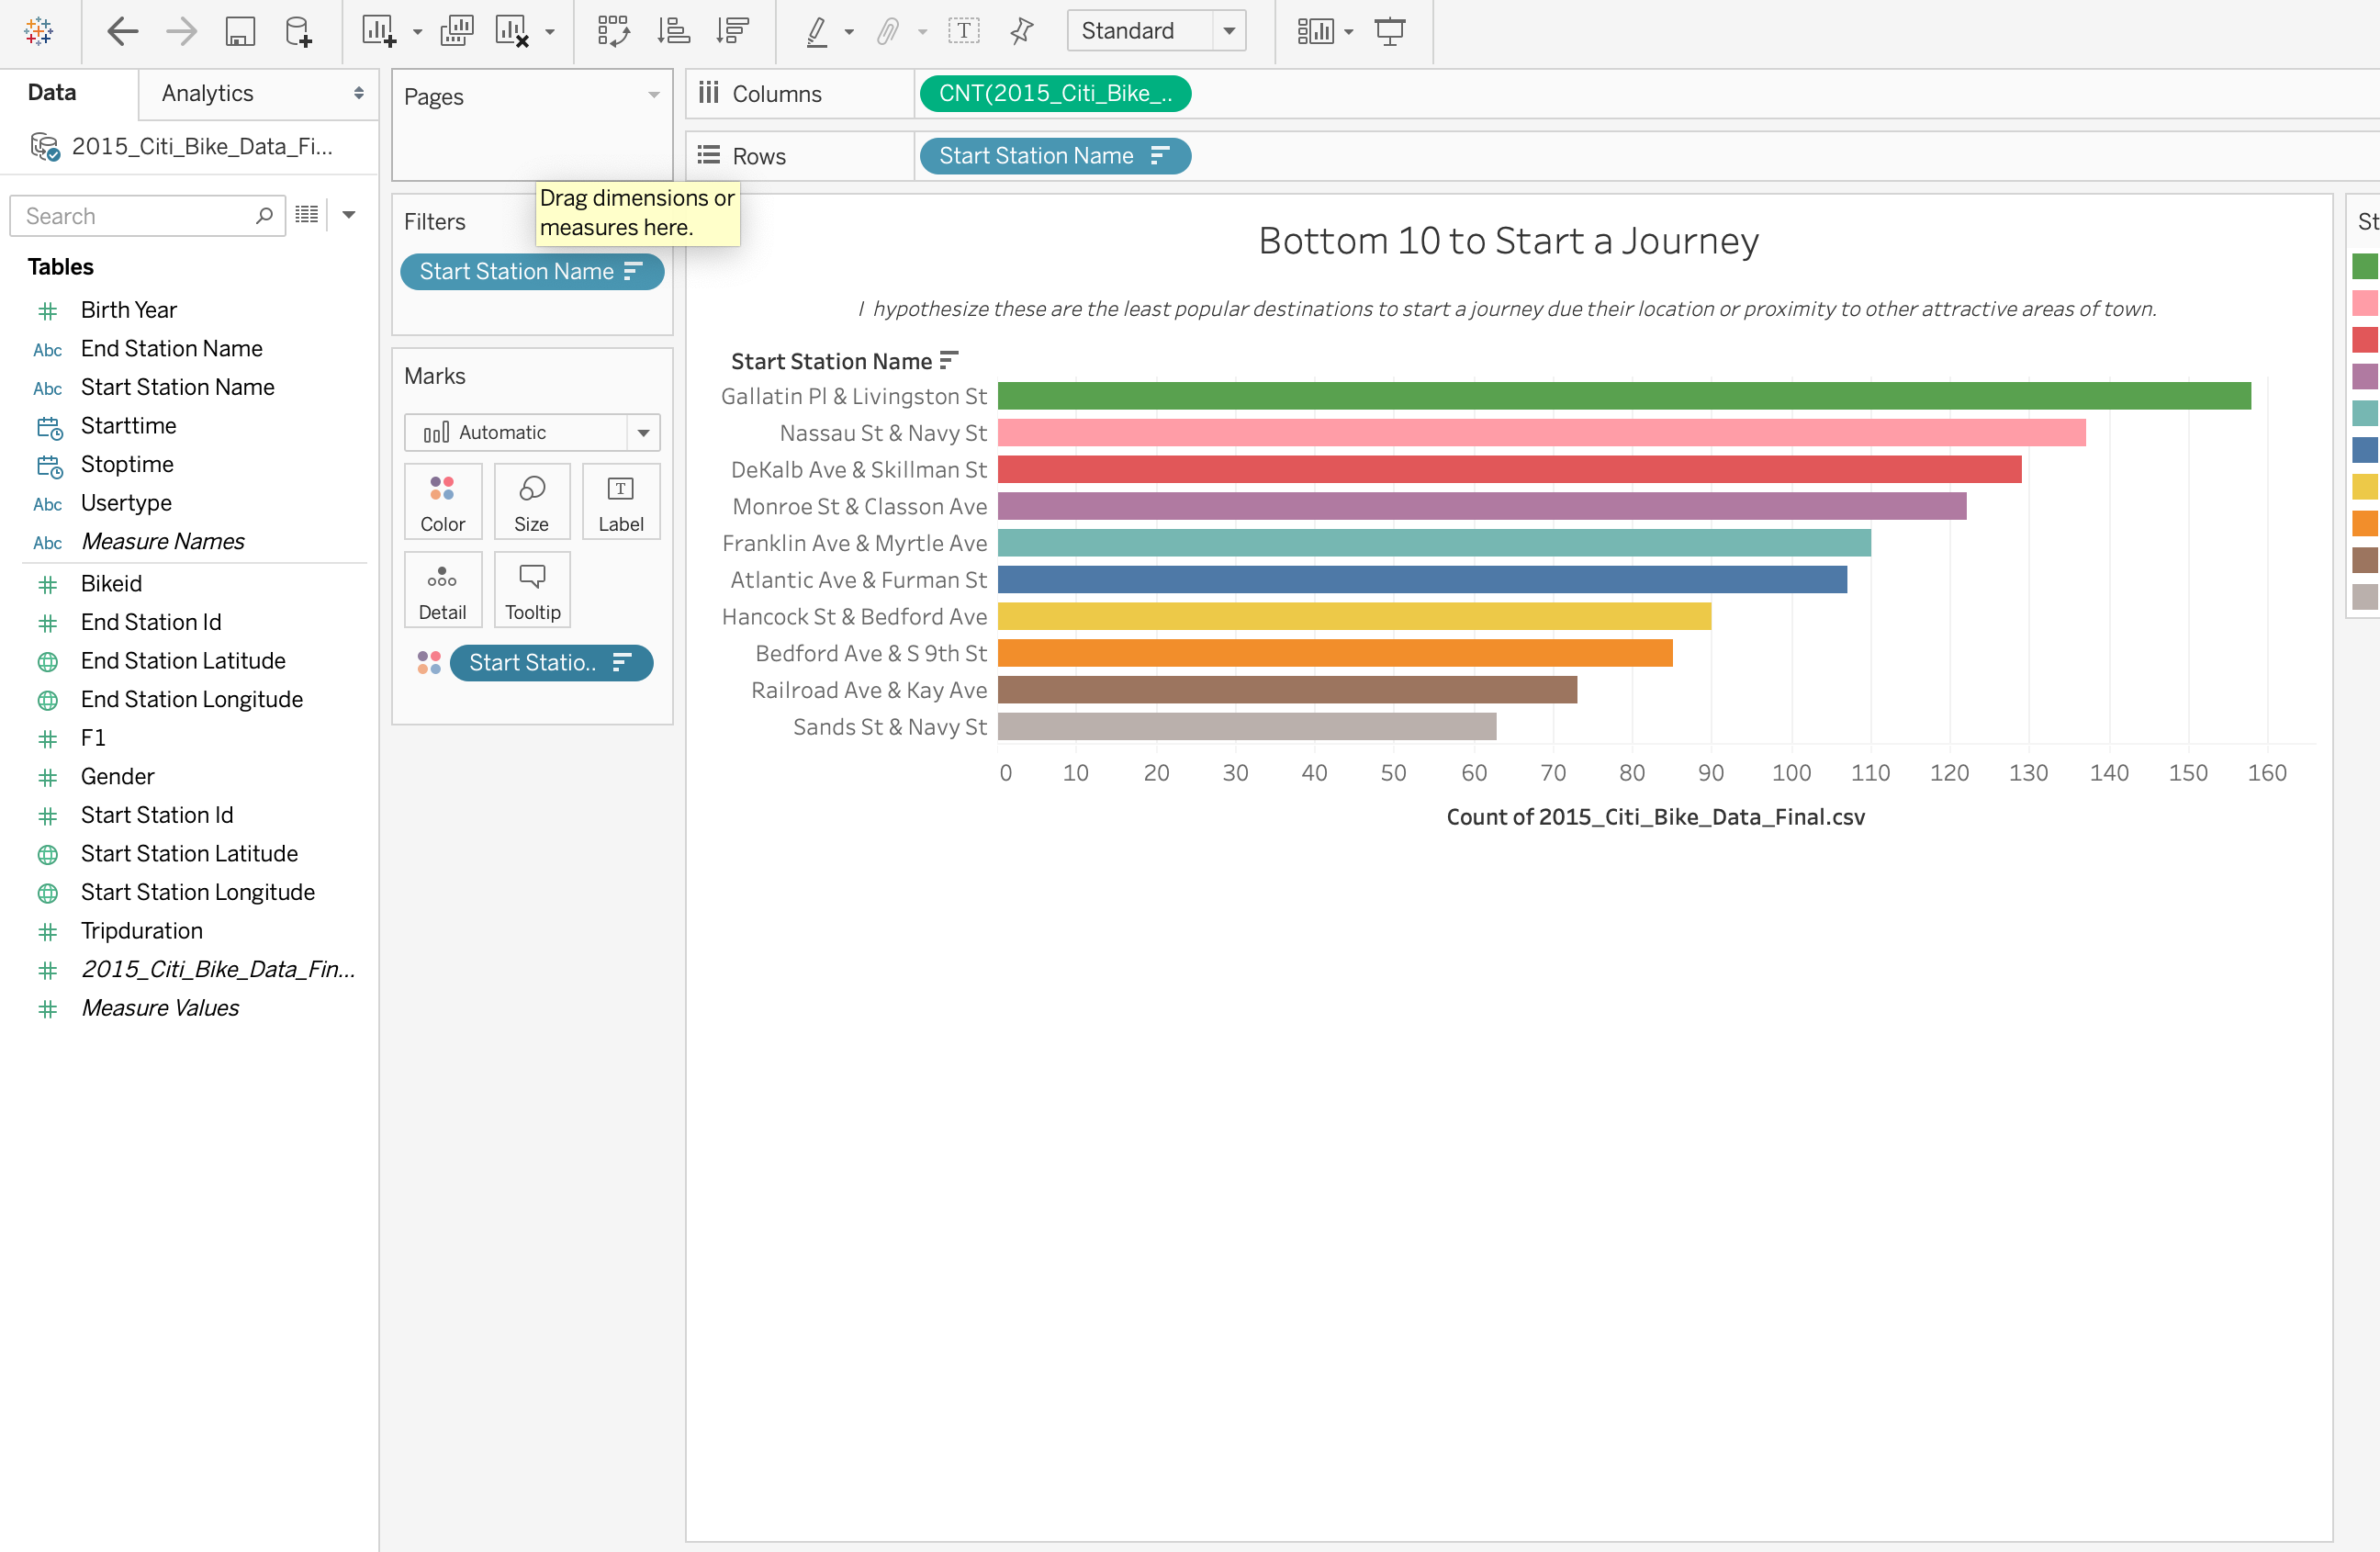 Standard
Data
Analytics
2015_Citi_Bike_Data_Fi...
Search
Tables
Birth Year
Abc End Station Name
Abc Start Station Name
Starttime
Stoptime
Abc Usertype
Abc Measure Names
Bikeid
End Station Id
End Station Latitude
End Station Longitude
F1
Gender
Start Station Id
Start Station Latitude
Start Station Longitude
Tripduration
2015_Citi_Bike_Data_Fin...
Measure Values
Pages
Drag dimensions or
measures here.
Filters
Start Station Name
Marks
Automatic
Color Size Label
Detail Tooltip
Start Statio..
Columns CNT(2015_Citi_Bike_..
Rows Start Station Name
Bottom 10 to Start a Journey
I hypothesize these are the least popular destinations to start a journey due their location or proximity to other attractive areas of town.
Start Station Name
Gallatin Pl & Livingston St
Nassau St & Navy St
DeKalb Ave & Skillman St
Monroe St & Classon Ave
Franklin Ave & Myrtle Ave
Atlantic Ave & Furman St
Hancock St & Bedford Ave
Bedford Ave & S 9th St
Railroad Ave & Kay Ave
Sands St & Navy St
0 10 20 30 40 50 60 70 80 90 100 110 120 130 140 150 160
Count of 2015_Citi_Bike_Data_Final.csv
St